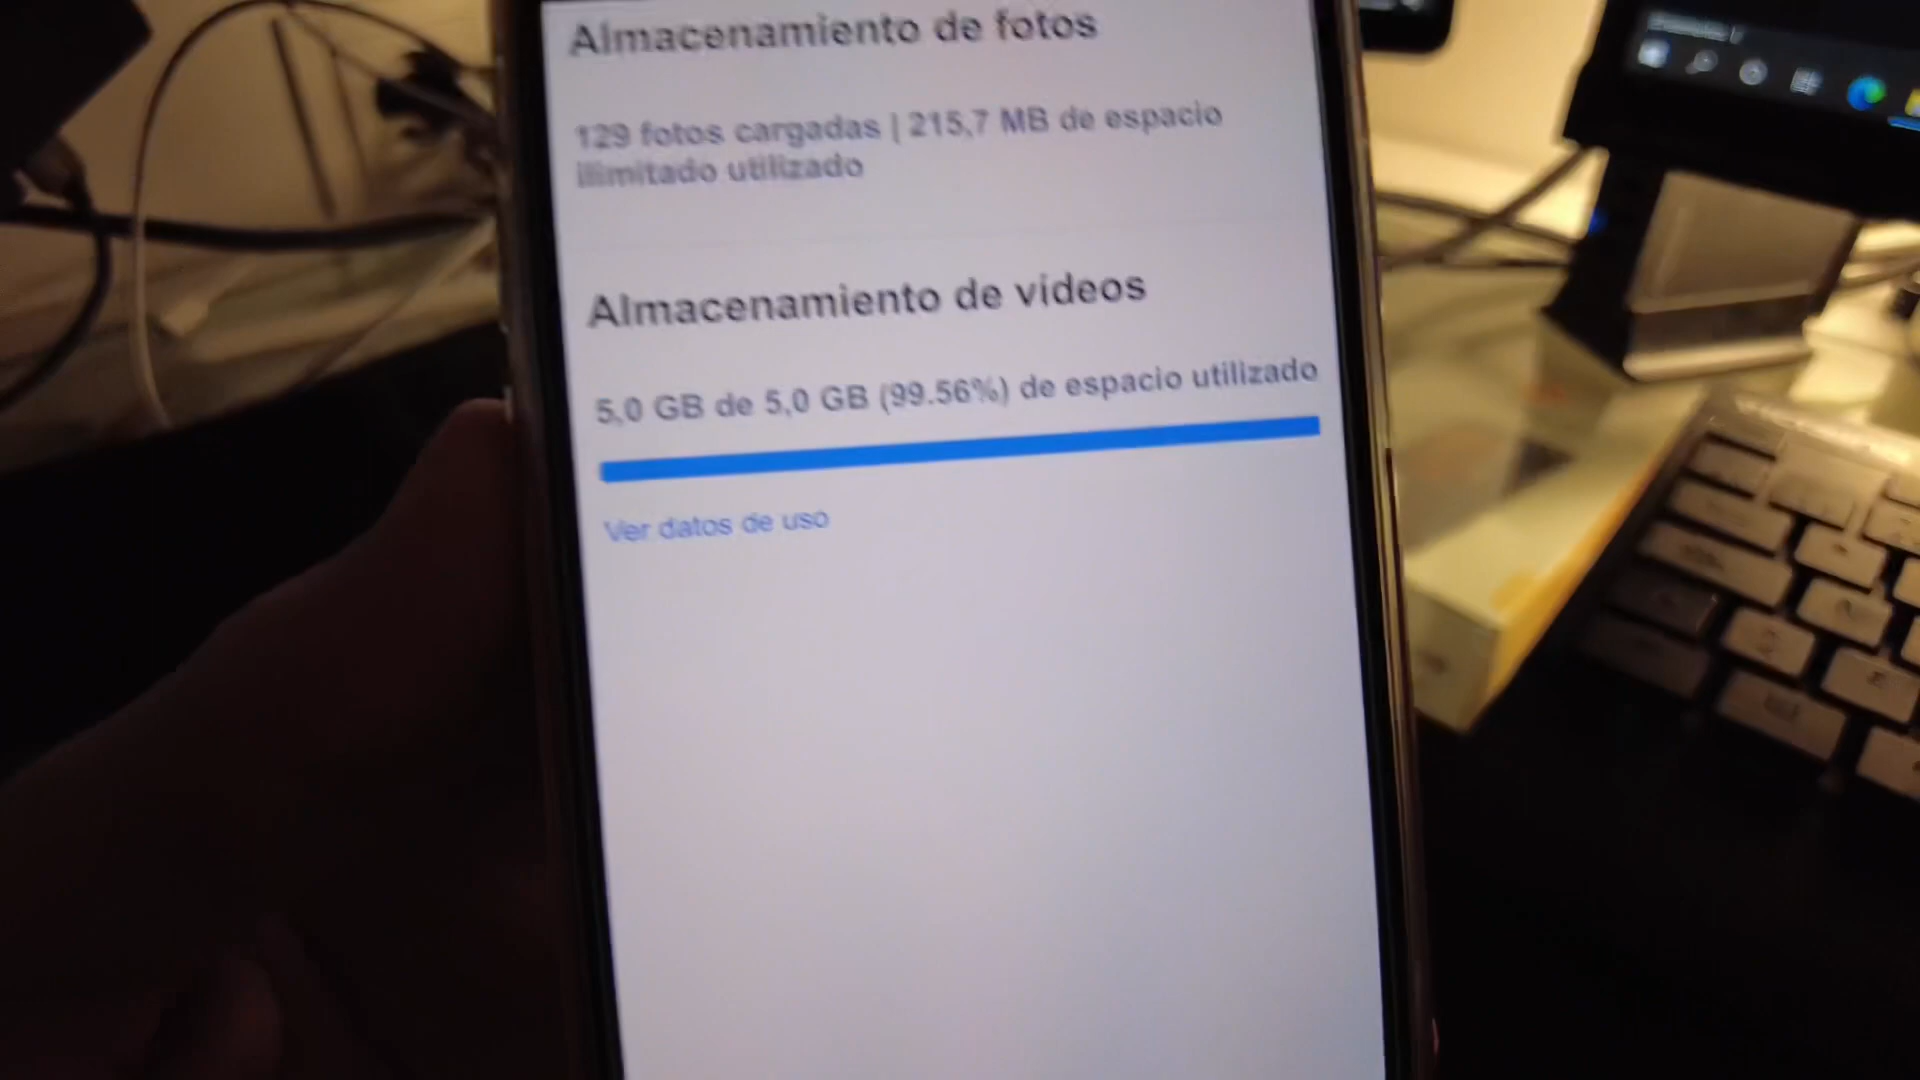 Almacenamiento de fotos
129 fotos cargadas | 215,7 MB de espacio
ilimitado utilizado
Almacenamiento de vídeos
5,0 GB de 5,0 GB (99.56%) de espacio utilizado
Ver datos de uso